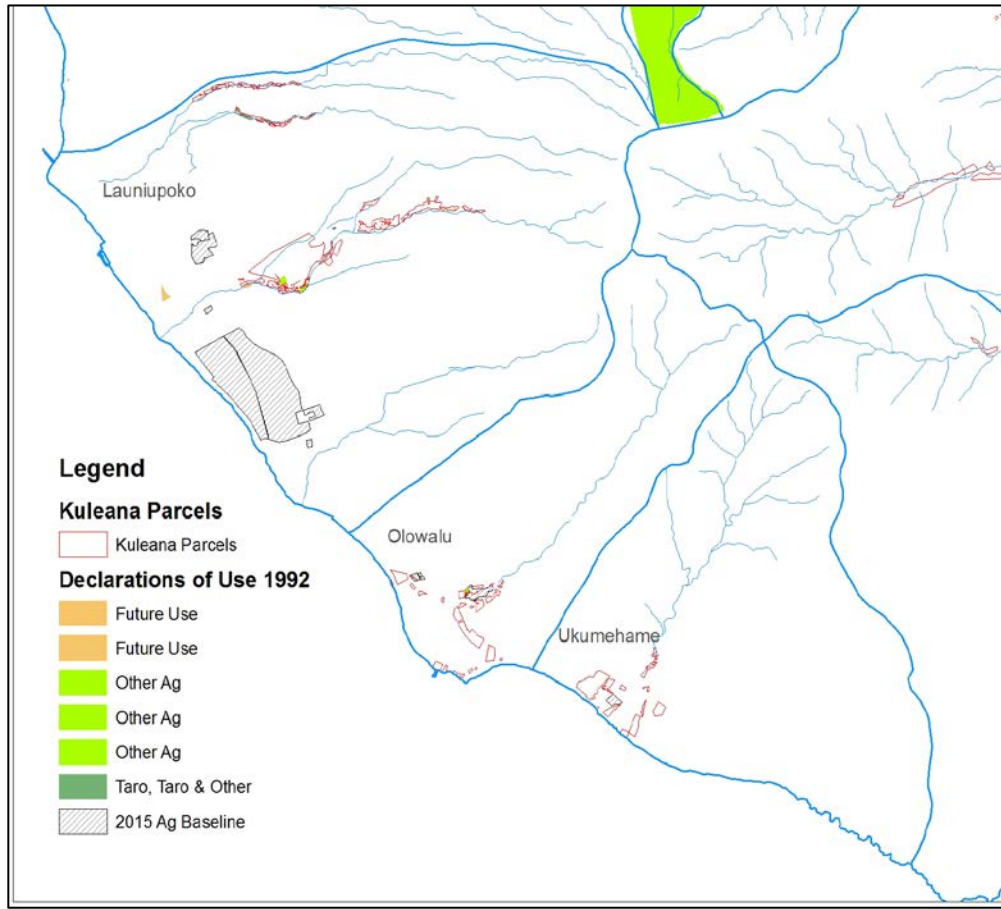 Launiupoko
Legend
Kuleana Parcels
Kuleana Parcels
Declarations of Use 1992
Future Use
Future Use
Other Ag
Other Ag
Other Ag
Taro, Taro & Other
2015 Ag Baseline
Olowalu
Ukumehame